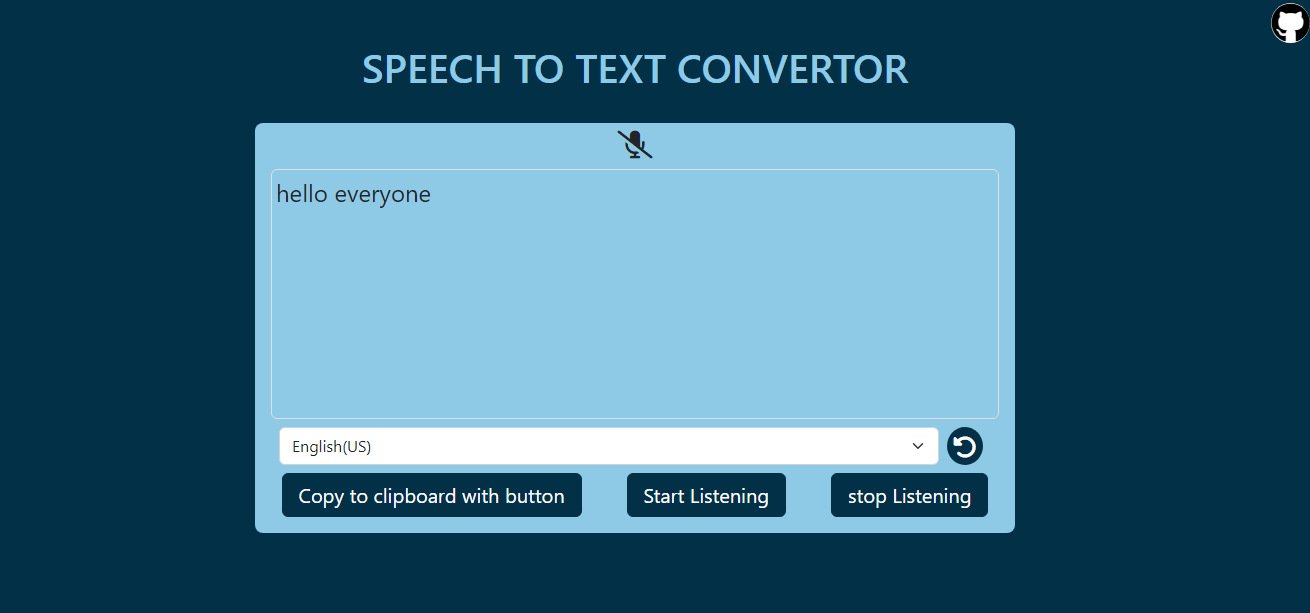 SPEECH TO TEXT CONVERTOR
hello everyone
English(US)
Copy to clipboard with button
Start Listening
stop Listening